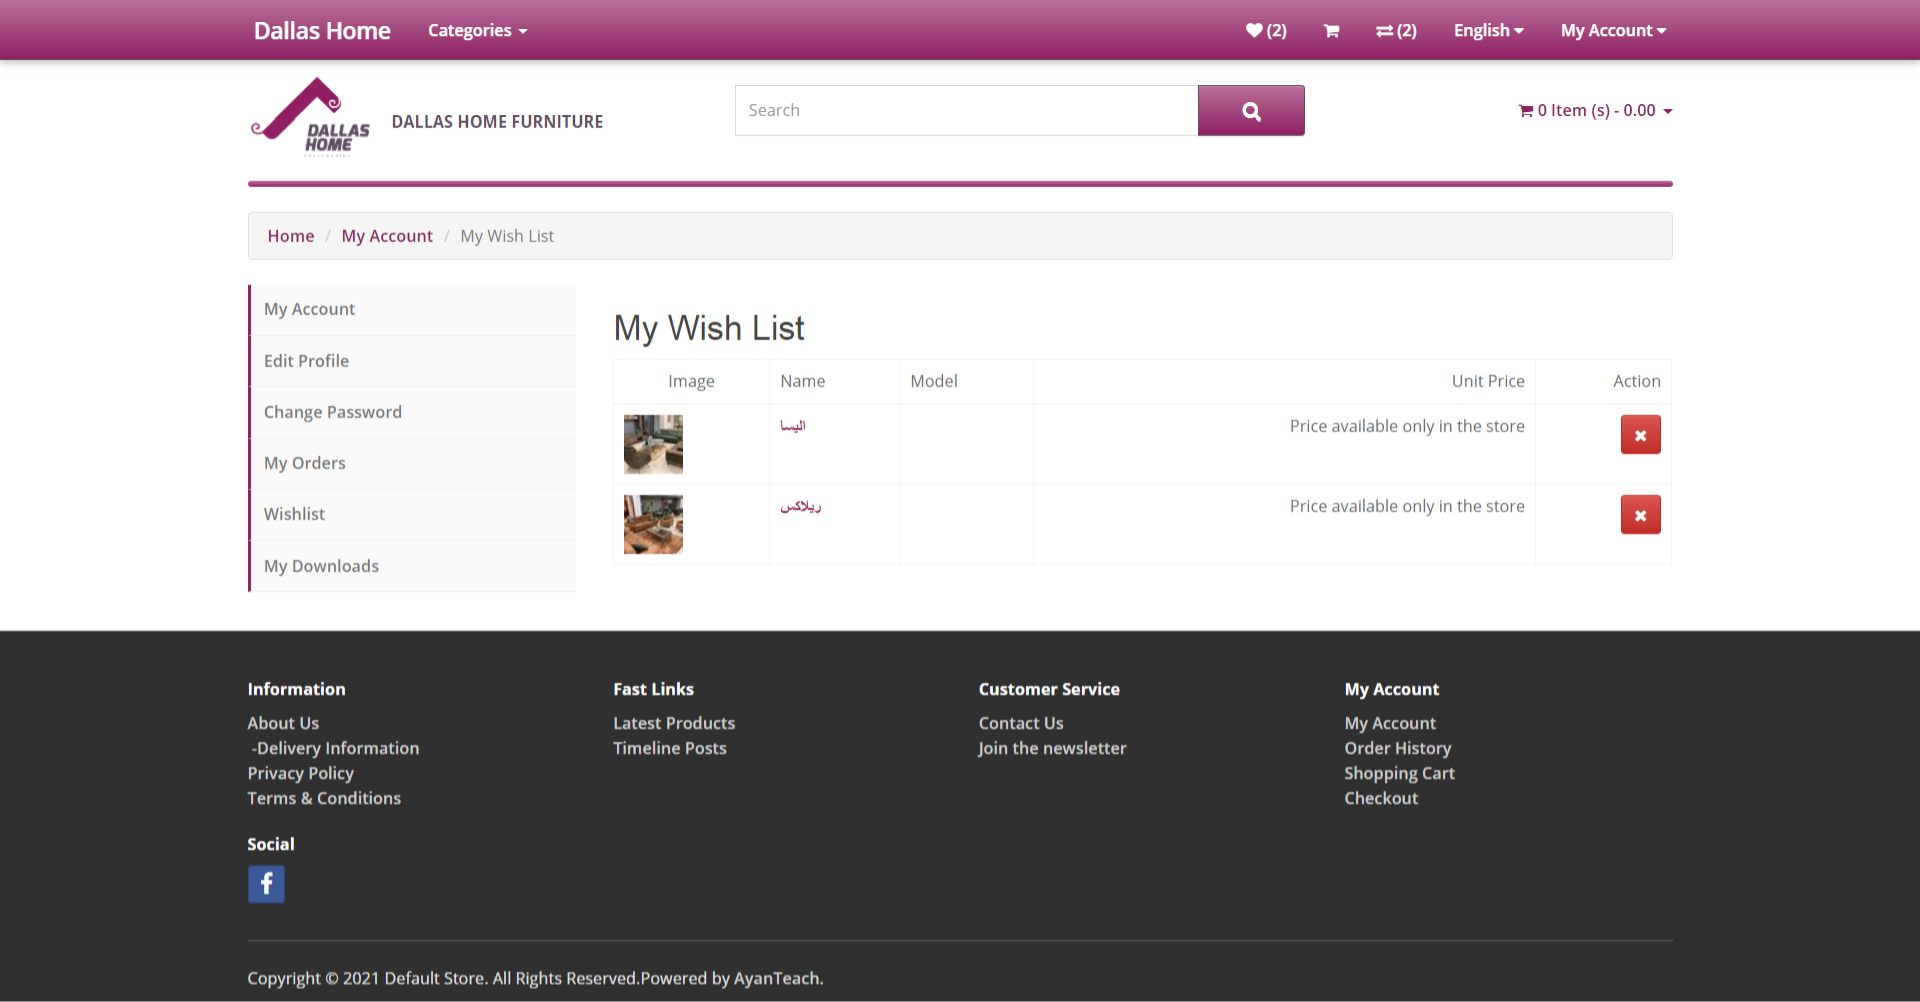 Dallas Home Categories (2) (2) English My Account
DALLAS HOME
DALLAS HOME FURNITURE
Search
0 Item (s) - 0.00
Home / My Account / My Wish List
My Account
Edit Profile
Change Password
My Orders
Wishlist
My Downloads
My Wish List
Image Name Model Unit Price Action
اليسا Price available only in the store
ريلاكس Price available only in the store
Information
About Us
-Delivery Information
Privacy Policy
Terms & Conditions
Fast Links
Latest Products
Timeline Posts
Customer Service
Contact Us
Join the newsletter
My Account
My Account
Order History
Shopping Cart
Checkout
Social
Copyright © 2021 Default Store. All Rights Reserved.Powered by AyanTeach.